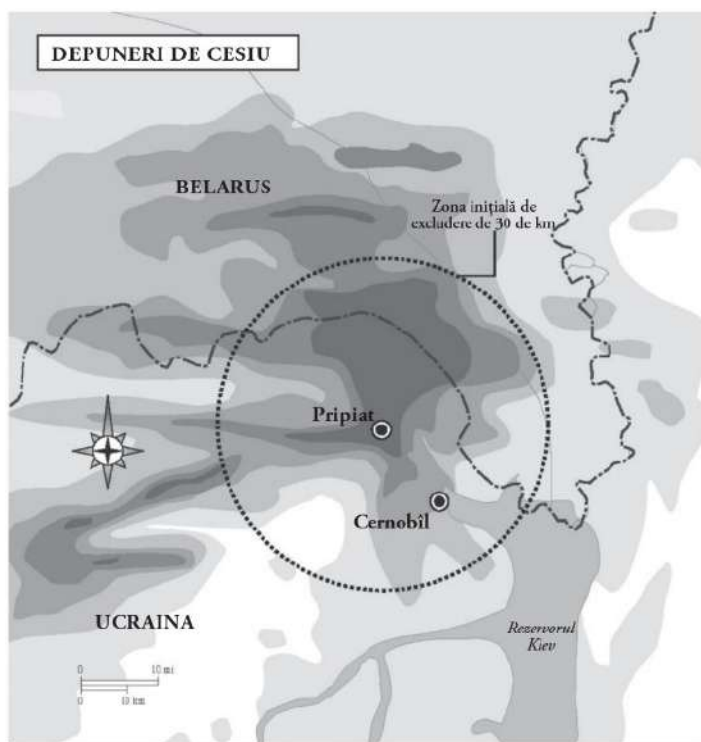 DEPUNERI DE CESIU
BELARUS
Zona inițială de
excludere de 30 de km
Pripiat
Cernobîl
UCRAINA
Rezervorul
Kiev
0 10 mi
0 10 km